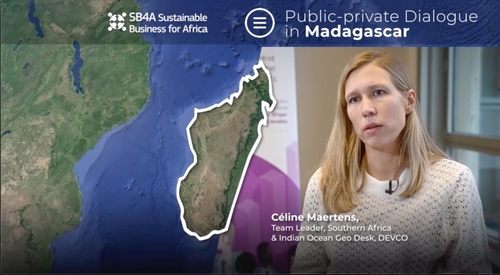 SB4A Sustainable
Business for Africa
Public-private Dialogue
in Madagascar
Céline Maertens,
Team Leader, Southern Africa
& Indian Ocean Geo Desk, DEVCO